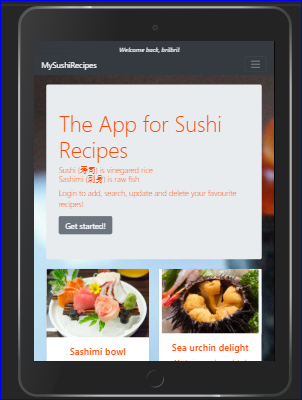 Welcome back, brilbri!
MySushiRecipes
The App for Sushi
Recipes
Sushi (寿司) is vinegared rice
Sashimi (刺身) is raw fish
Login to add, search, update and delete your favourite
recipes!
Get started!
Sashimi bowl
Sea urchin delight